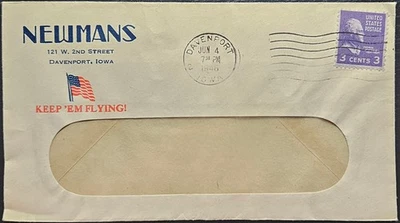 NEWMANS
121 W. 2ND STREET
DAVENPORT, IOWA
KEEP 'EM FLYING!
DAVENPORT
JUN 4
7 PM
IOWA
UNITED STATES
POSTAGE
3 CENTS 3